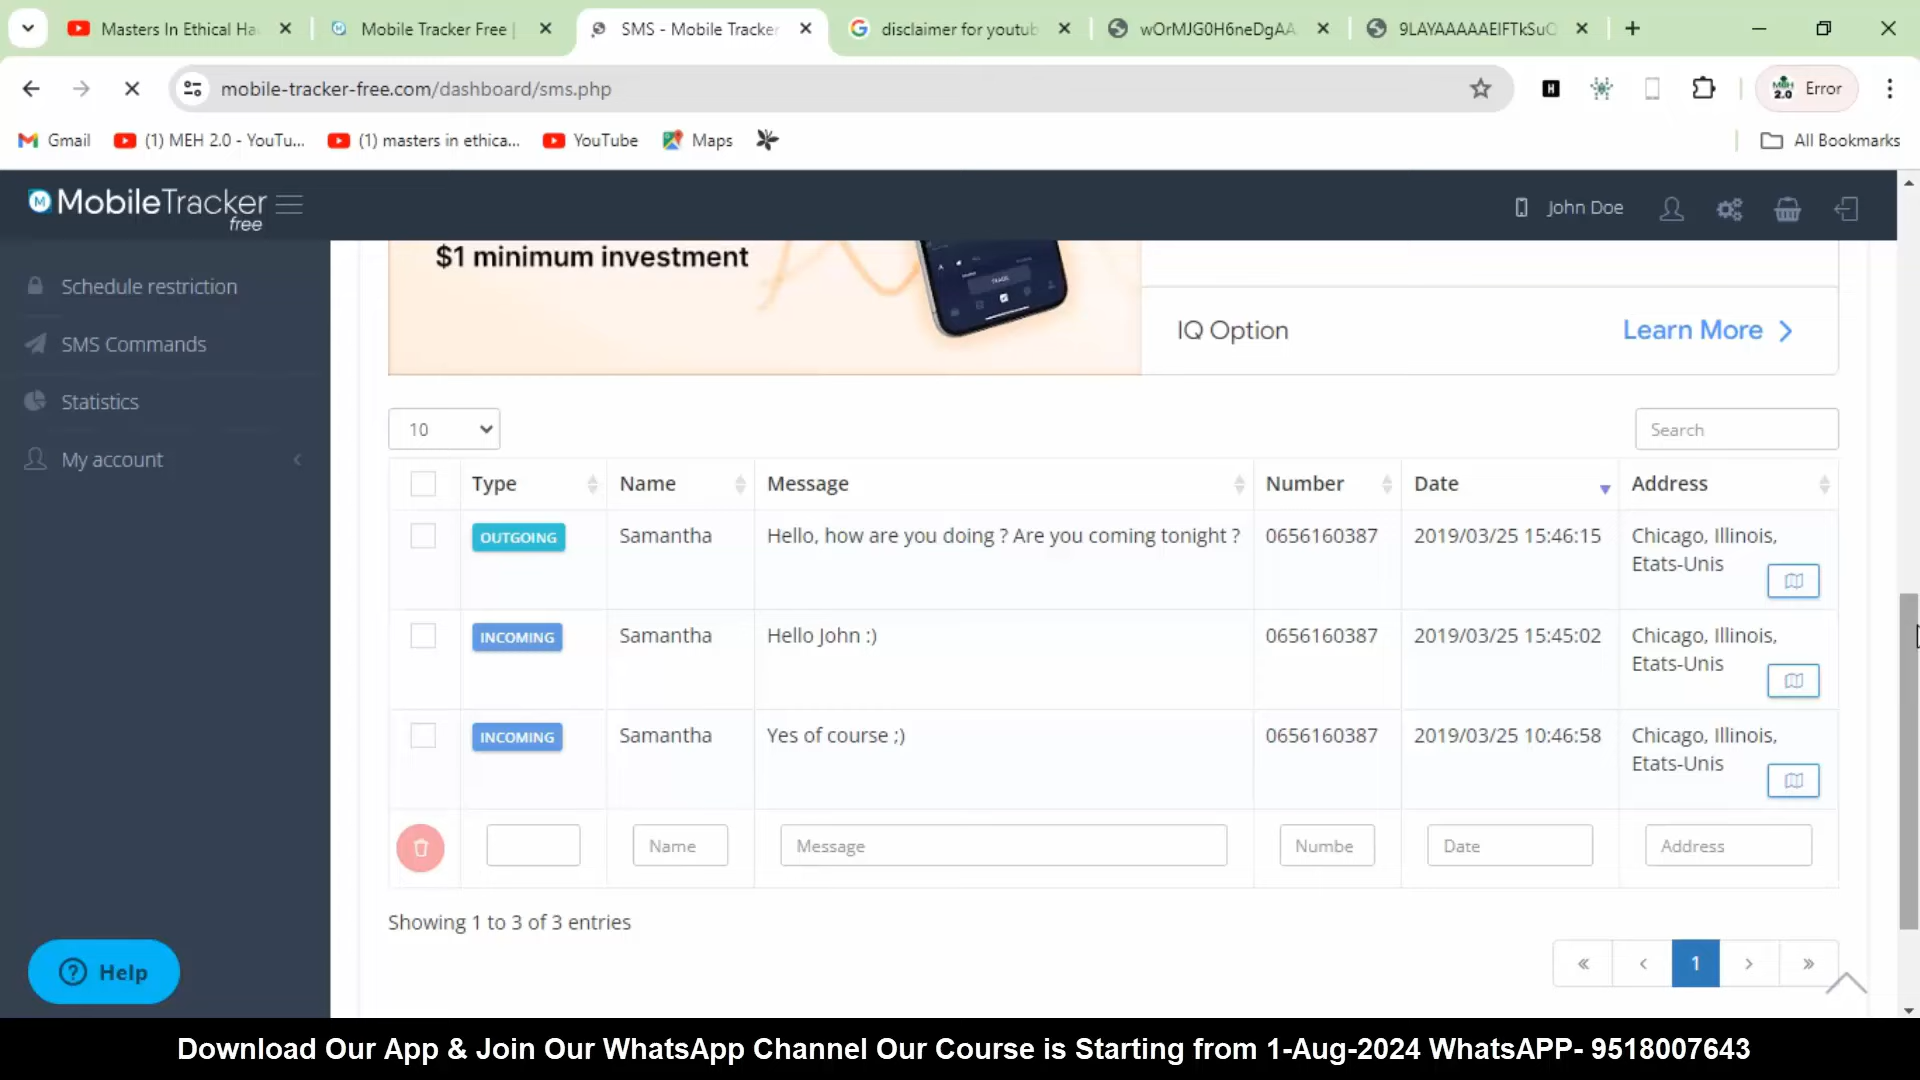 Masters In Ethical Ha
Mobile Tracker Free |
SMS - Mobile Tracker
disclaimer for youtub
wOrMJG0H6neDgAA
9LAYAAAAAEIFTkSuC
mobile-tracker-free.com/dashboard/sms.php
H
MEH 2.0
Error
Gmail
(1) MEH 2.0 - YouTu...
(1) masters in ethica...
YouTube
Maps
All Bookmarks
M MobileTracker
free
John Doe
Schedule restriction
SMS Commands
Statistics
My account
$1 minimum investment
IQ Option
Learn More
10
Search
Type Name Message Number Date Address
OUTGOING Samantha Hello, how are you doing ? Are you coming tonight ? 0656160387 2019/03/25 15:46:15 Chicago, Illinois,
Etats-Unis
INCOMING Samantha Hello John :) 0656160387 2019/03/25 15:45:02 Chicago, Illinois,
Etats-Unis
INCOMING Samantha Yes of course ;) 0656160387 2019/03/25 10:46:58 Chicago, Illinois,
Etats-Unis
Name Message Numbe Date Address
Showing 1 to 3 of 3 entries
« ‹ 1 › »
? Help
Download Our App & Join Our WhatsApp Channel Our Course is Starting from 1-Aug-2024 WhatsAPP- 9518007643